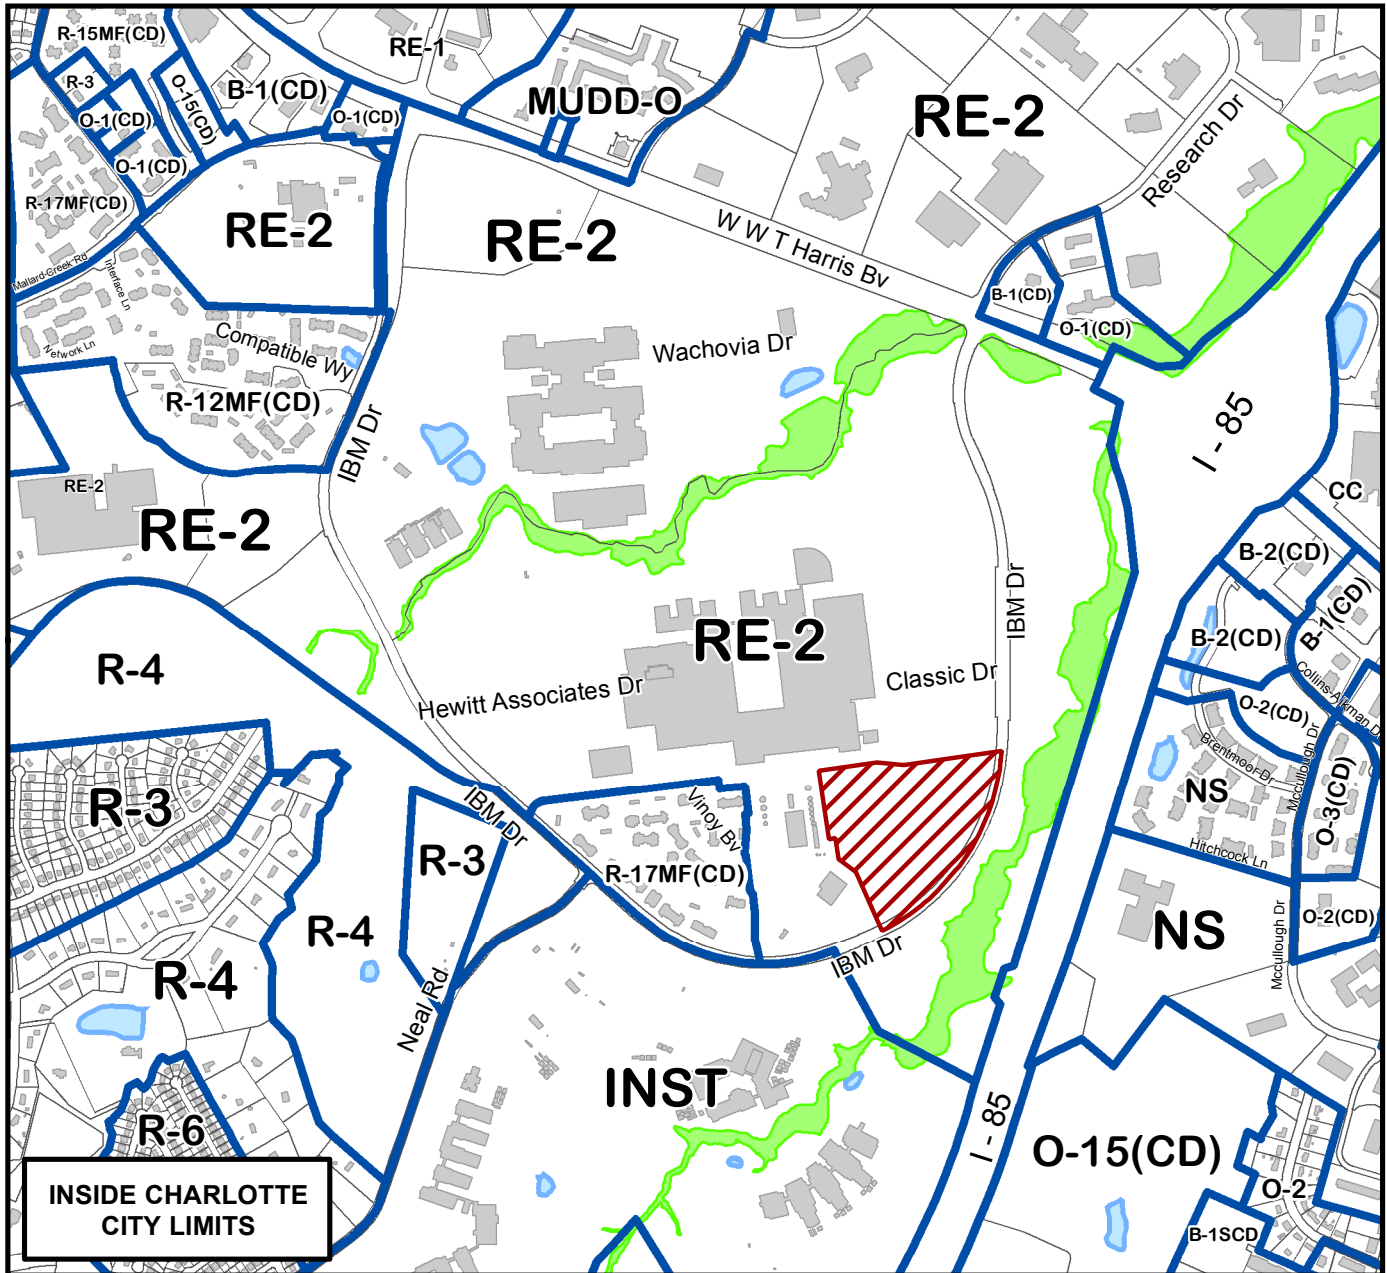 R-15MF(CD)
RE-1
R-3
O-15(CD)
B-1(CD)
O-1(CD)
O-1(CD)
O-1(CD)
MUDD-O
RE-2
Research Dr
R-17MF(CD)
RE-2
RE-2
W W T Harris Bv
Mallard Creek Rd
Interface Ln
B-1(CD)
O-1(CD)
Network Ln
Compatible Wy
Wachovia Dr
R-12MF(CD)
IBM Dr
I - 85
RE-2
RE-2
CC
B-2(CD)
B-1(CD)
B-2(CD)
IBM Dr
RE-2
R-4
Hewitt Associates Dr
Classic Dr
Collins-Aikman Dr
O-2(CD)
Brentmoor Dr
Mccullough Dr
NS
O-3(CD)
R-3
IBM Dr
Vinoy Bv
R-3
R-17MF(CD)
Hitchcock Ln
O-2(CD)
NS
Mccullough Dr
R-4
R-4
IBM Dr
Neal Rd
INST
I - 85
R-6
O-15(CD)
O-2
B-1SCD
INSIDE CHARLOTTE
CITY LIMITS